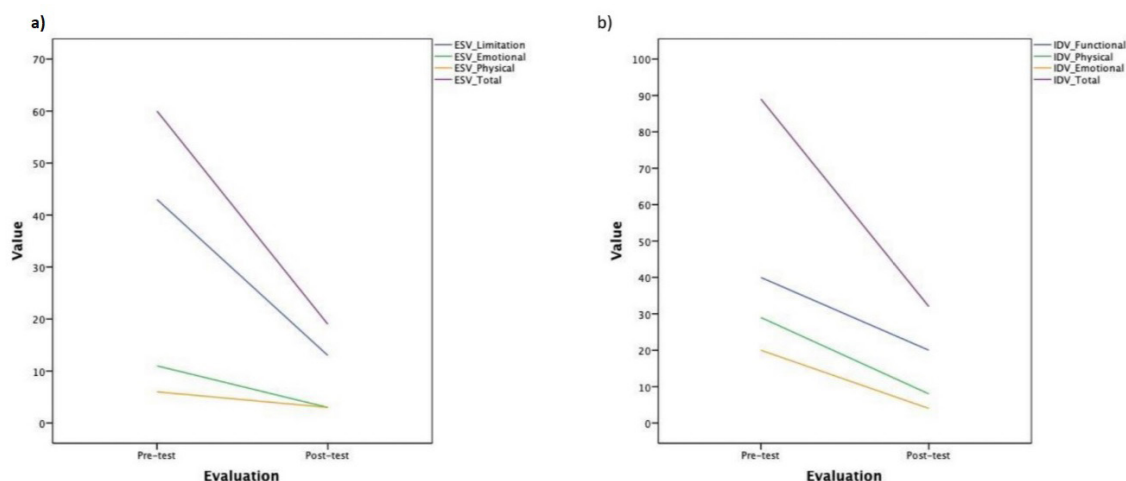 a)
ESV_Limitation
ESV_Emotional
ESV_Physical
ESV_Total
70
60
50
40
30
20
10
0
Value
Pre-test
Post-test
Evaluation
b)
IDV_Functional
IDV_Physical
IDV_Emotional
IDV_Total
100
90
80
70
60
50
40
30
20
10
0
Value
Pre-test
Post-test
Evaluation